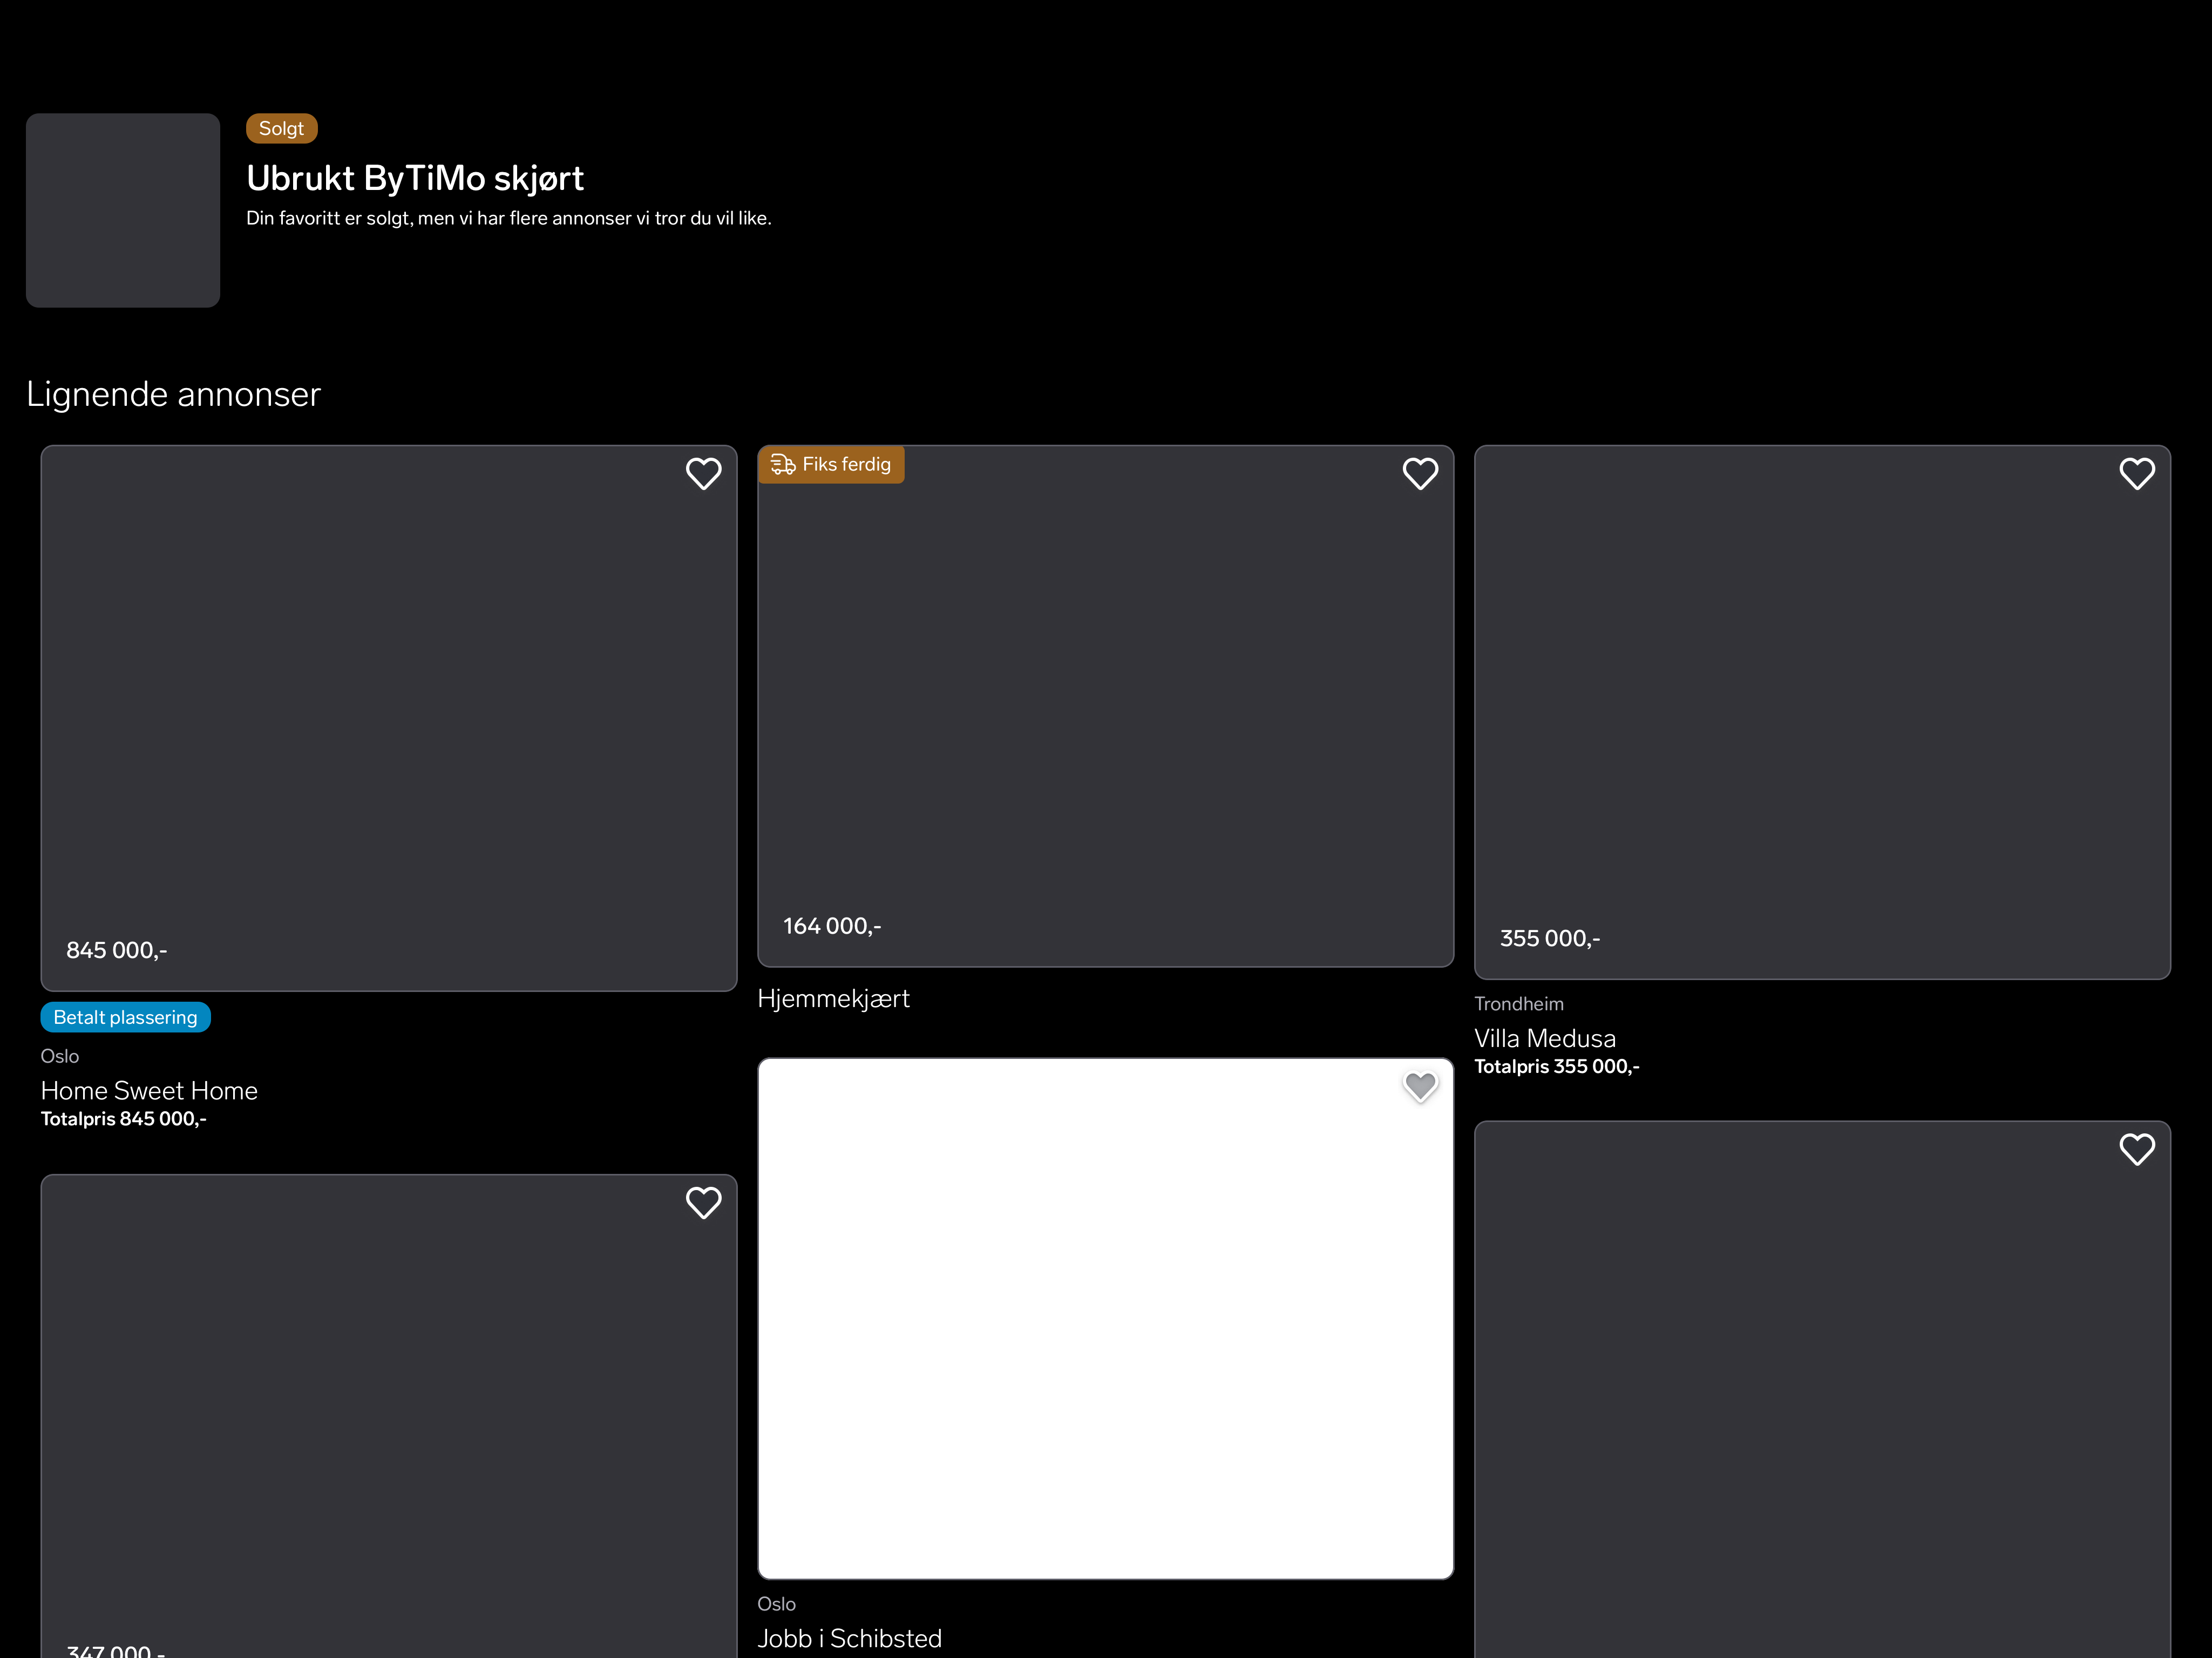 Solgt
Ubrukt ByTiMo skjørt
Din favoritt er solgt, men vi har flere annonser vi tror du vil like.
Lignende annonser
845 000,-
Betalt plassering
Oslo
Home Sweet Home
Totalpris 845 000,-
Fiks ferdig
164 000,-
Hjemmekjært
355 000,-
Trondheim
Villa Medusa
Totalpris 355 000,-
347 000,-
Oslo
Jobb i Schibsted